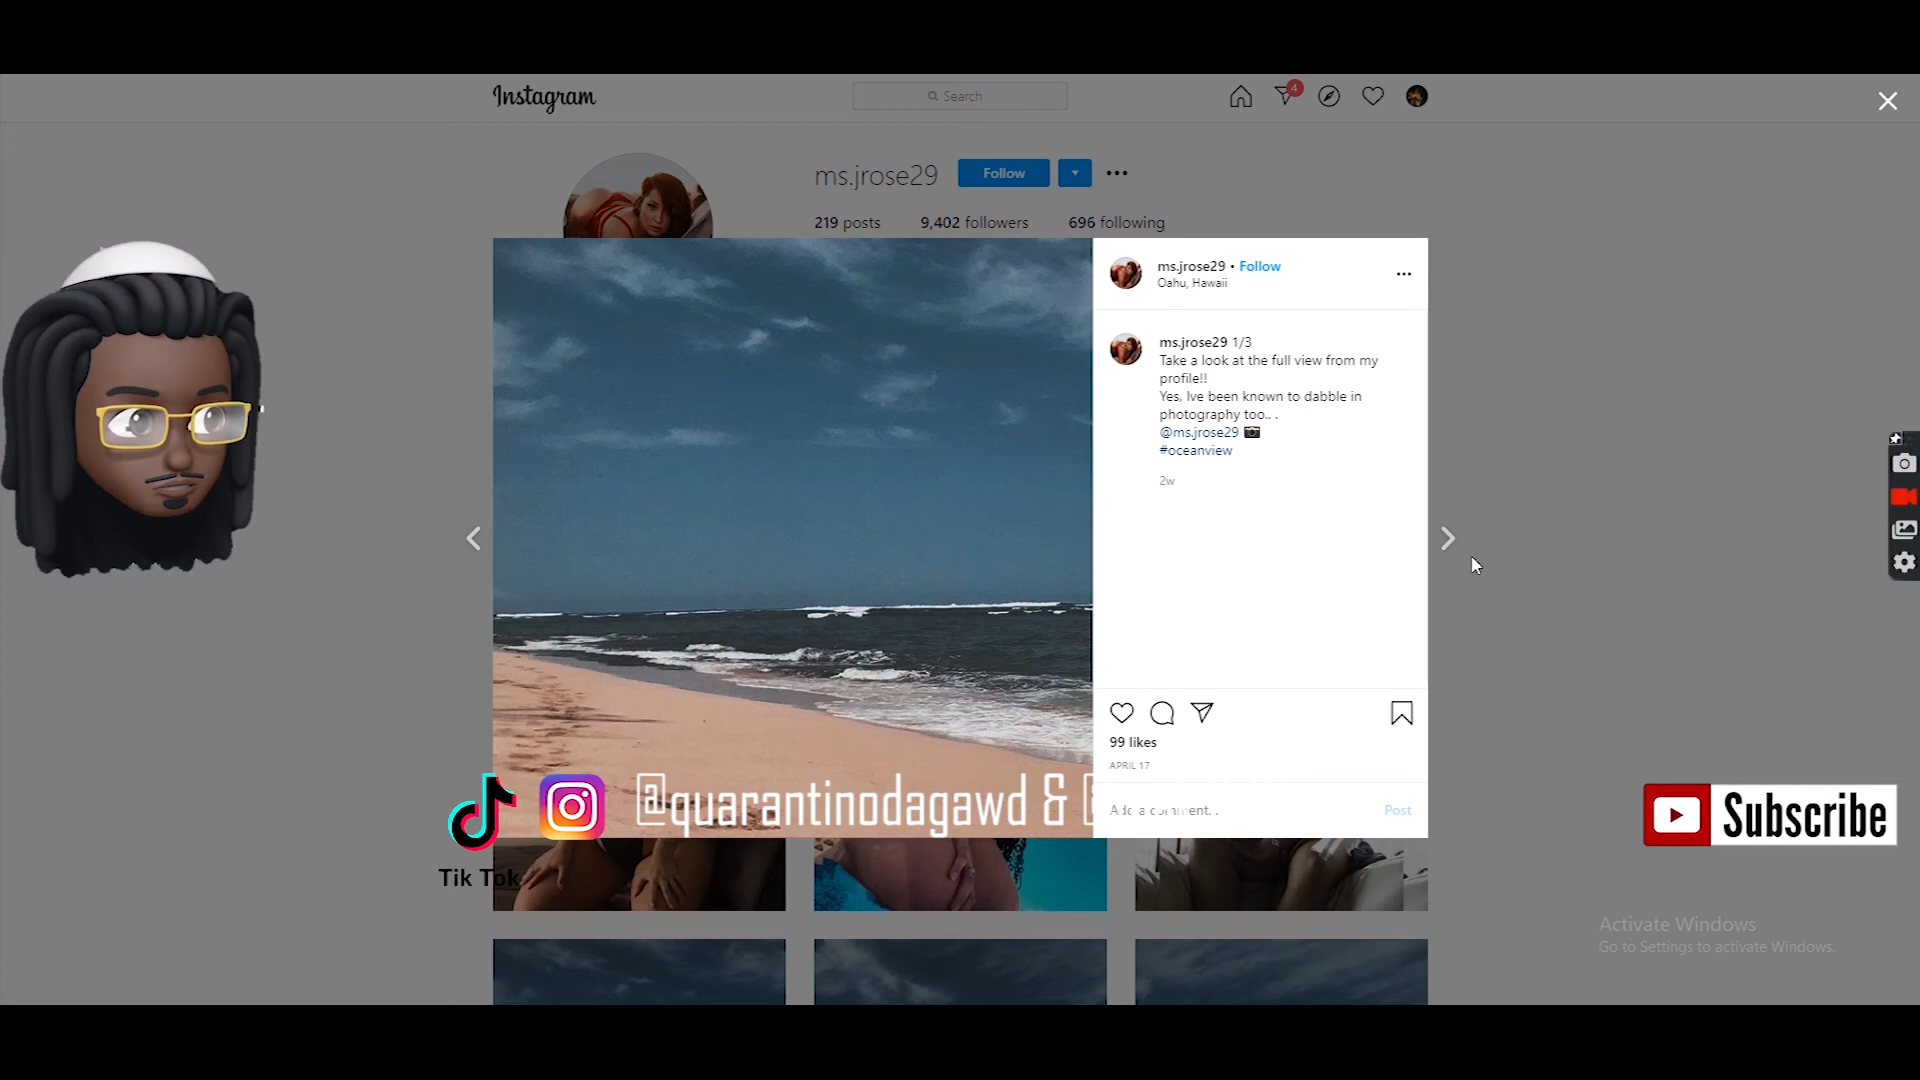 Instagram
Search
4
ms.jrose29
Follow
219 posts
9,402 followers
696 following
ms.jrose29 • Follow
Oahu, Hawaii
ms.jrose29 1/3
Take a look at the full view from my
profile!!
Yes, Ive been known to dabble in
photography too.. .
@ms.jrose29
#oceanview
2w
99 likes
APRIL 17
Add a comment...
Post
@quarantinodagawd &
Tik Tok
Subscribe
Activate Windows
Go to Settings to activate Windows.